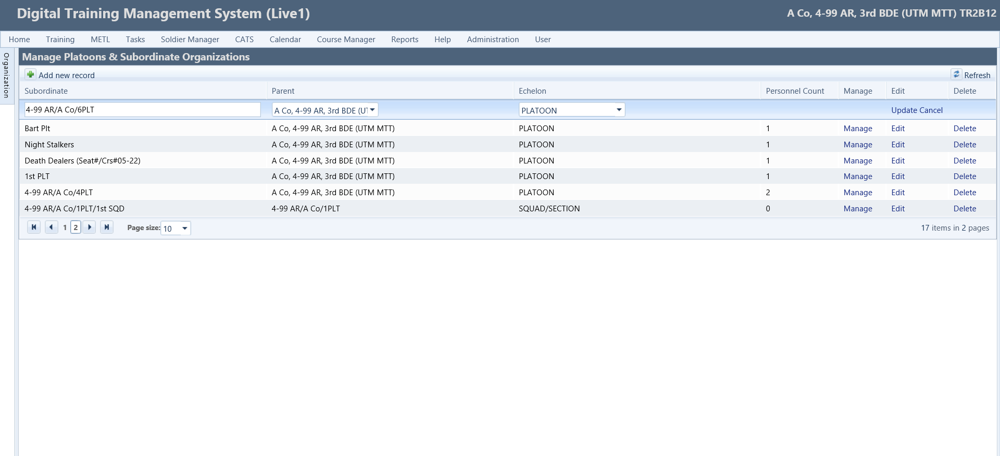 Digital Training Management System (Live1)
A Co, 4-99 AR, 3rd BDE (UTM MTT) TR2B12
Home Training METL Tasks Soldier Manager CATS Calendar Course Manager Reports Help Administration User
Organization
Manage Platoons & Subordinate Organizations
Add new record Refresh
Subordinate Parent Echelon Personnel Count Manage Edit Delete
4-99 AR/A Co/6PLT A Co, 4-99 AR, 3rd BDE (UT PLATOON Update Cancel
Bart Plt A Co, 4-99 AR, 3rd BDE (UTM MTT) PLATOON 1 Manage Edit Delete
Night Stalkers A Co, 4-99 AR, 3rd BDE (UTM MTT) PLATOON 1 Manage Edit Delete
Death Dealers (Seat#/Crs#05-22) A Co, 4-99 AR, 3rd BDE (UTM MTT) PLATOON 1 Manage Edit Delete
1st PLT A Co, 4-99 AR, 3rd BDE (UTM MTT) PLATOON 1 Manage Edit Delete
4-99 AR/A Co/4PLT A Co, 4-99 AR, 3rd BDE (UTM MTT) PLATOON 2 Manage Edit Delete
4-99 AR/A Co/1PLT/1st SQD 4-99 AR/A Co/1PLT SQUAD/SECTION 0 Manage Edit Delete
1 2 Page size: 10 17 items in 2 pages